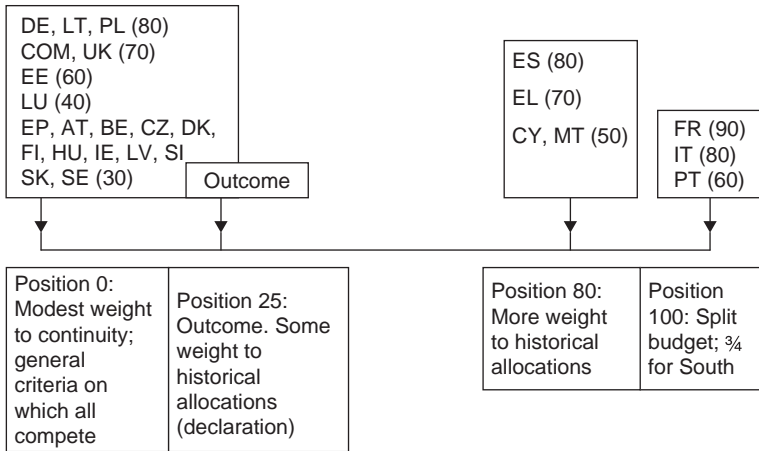 DE, LT, PL (80)
COM, UK (70)
EE (60)
LU (40)
EP, AT, BE, CZ, DK,
FI, HU, IE, LV, SI
SK, SE (30)
Outcome
ES (80)
EL (70)
CY, MT (50)
FR (90)
IT (80)
PT (60)
Position 0:
Modest weight
to continuity;
general
criteria on
which all
compete
Position 25:
Outcome. Some
weight to
historical
allocations
(declaration)
Position 80:
More weight
to historical
allocations
Position
100: Split
budget; ¾
for South